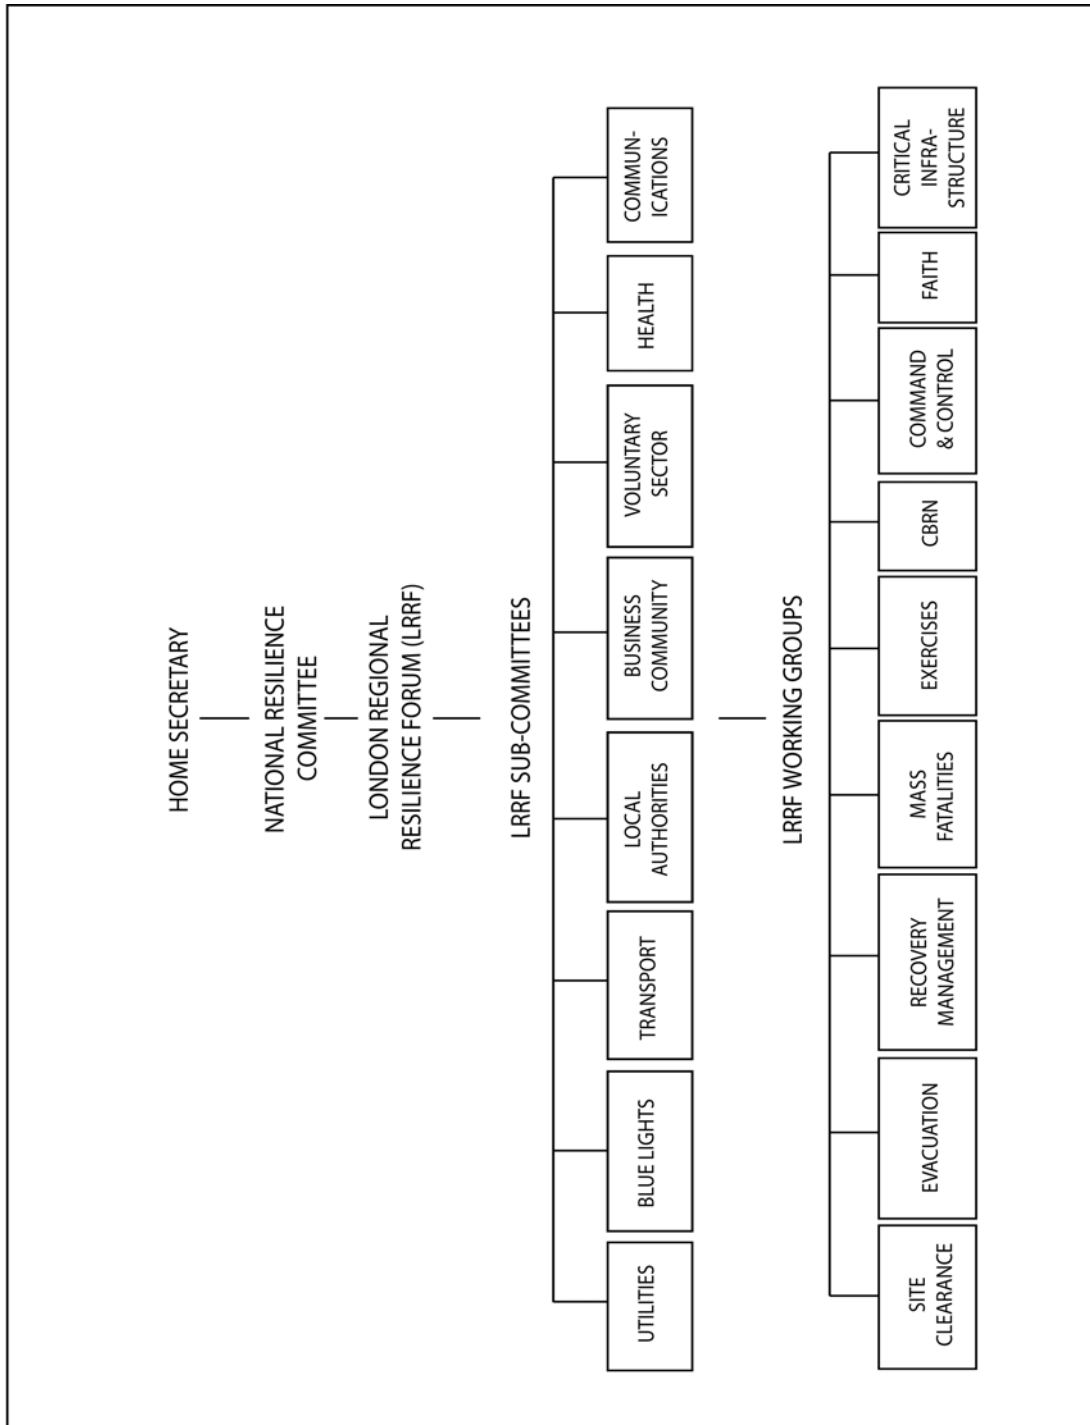 HOME SECRETARY
NATIONAL RESILIENCE
COMMITTEE
LONDON REGIONAL
RESILIENCE FORUM (LRRF)
LRRF SUB-COMMITTEES
UTILITIES
BLUE LIGHTS
TRANSPORT
LOCAL
AUTHORITIES
BUSINESS
COMMUNITY
VOLUNTARY
SECTOR
HEALTH
COMMUN-
ICATIONS
LRRF WORKING GROUPS
SITE
CLEARANCE
EVACUATION
RECOVERY
MANAGEMENT
MASS
FATALITIES
EXERCISES
CBRN
COMMAND
& CONTROL
FAITH
CRITICAL
INFRA-
STRUCTURE